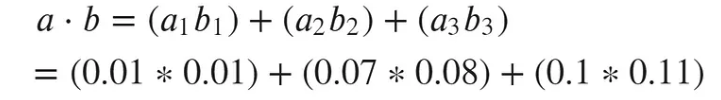 a · b = (a₁b₁) + (a₂b₂) + (a₃b₃)
= (0.01 * 0.01) + (0.07 * 0.08) + (0.1 * 0.11)